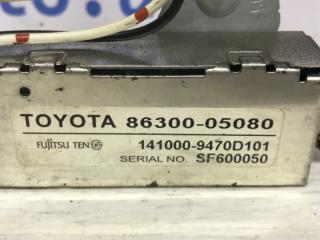 TOYOTA 86300-05080
FUJITSU TEN 141000-9470D101
SERIAL NO. SF600050